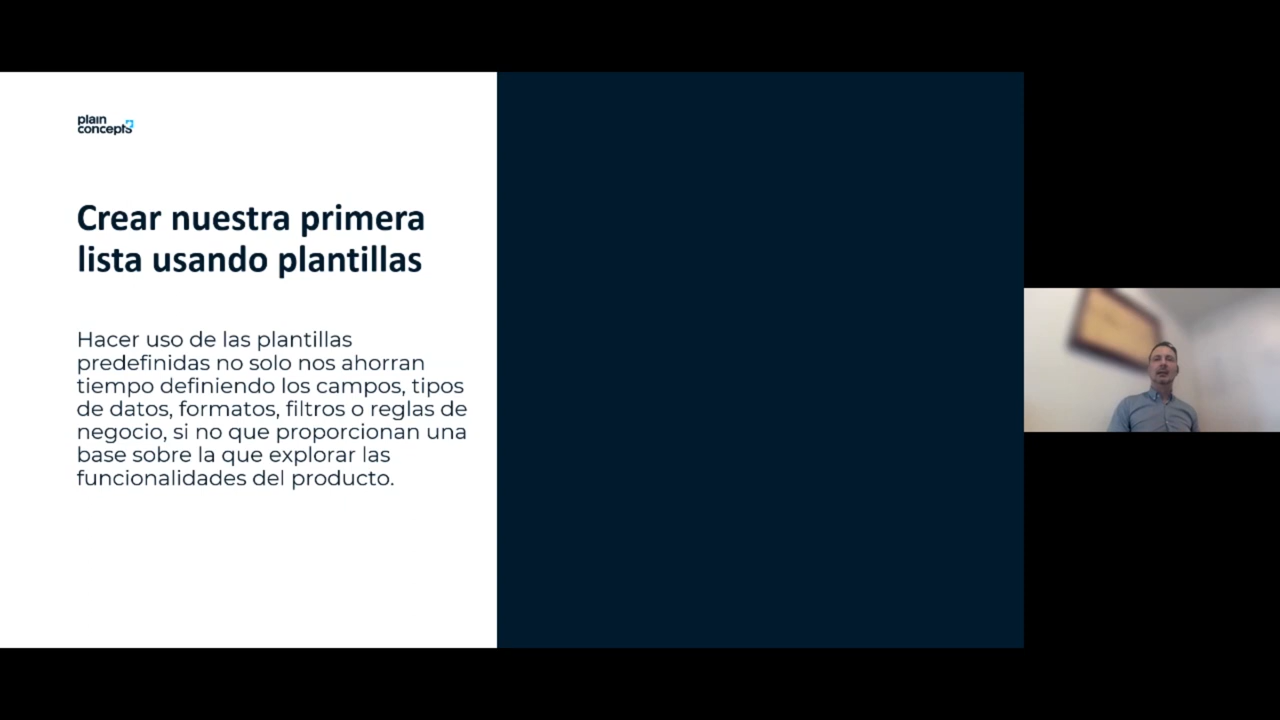 plain
concepts
Crear nuestra primera
lista usando plantillas
Hacer uso de las plantillas
predefinidas no solo nos ahorran
tiempo definiendo los campos, tipos
de datos, formatos, filtros o reglas de
negocio, si no que proporcionan una
base sobre la que explorar las
funcionalidades del producto.